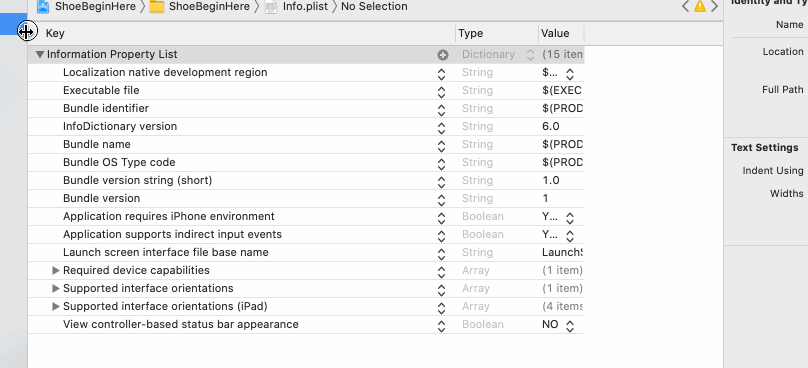 ShoeBeginHere ShoeBeginHere Info.plist No Selection
Key Type Value
Information Property List Dictionary (15 item
Localization native development region String $...
Executable file String $(EXEC
Bundle identifier String $(PROD
InfoDictionary version String 6.0
Bundle name String $(PROD
Bundle OS Type code String $(PROD
Bundle version string (short) String 1.0
Bundle version String 1
Application requires iPhone environment Boolean Y...
Application supports indirect input events Boolean Y...
Launch screen interface file base name String LaunchS
Required device capabilities Array (1 item)
Supported interface orientations Array (1 item)
Supported interface orientations (iPad) Array (4 items
View controller-based status bar appearance Boolean NO
Identity and Ty
Name
Location
Full Path
Text Settings
Indent Using
Widths